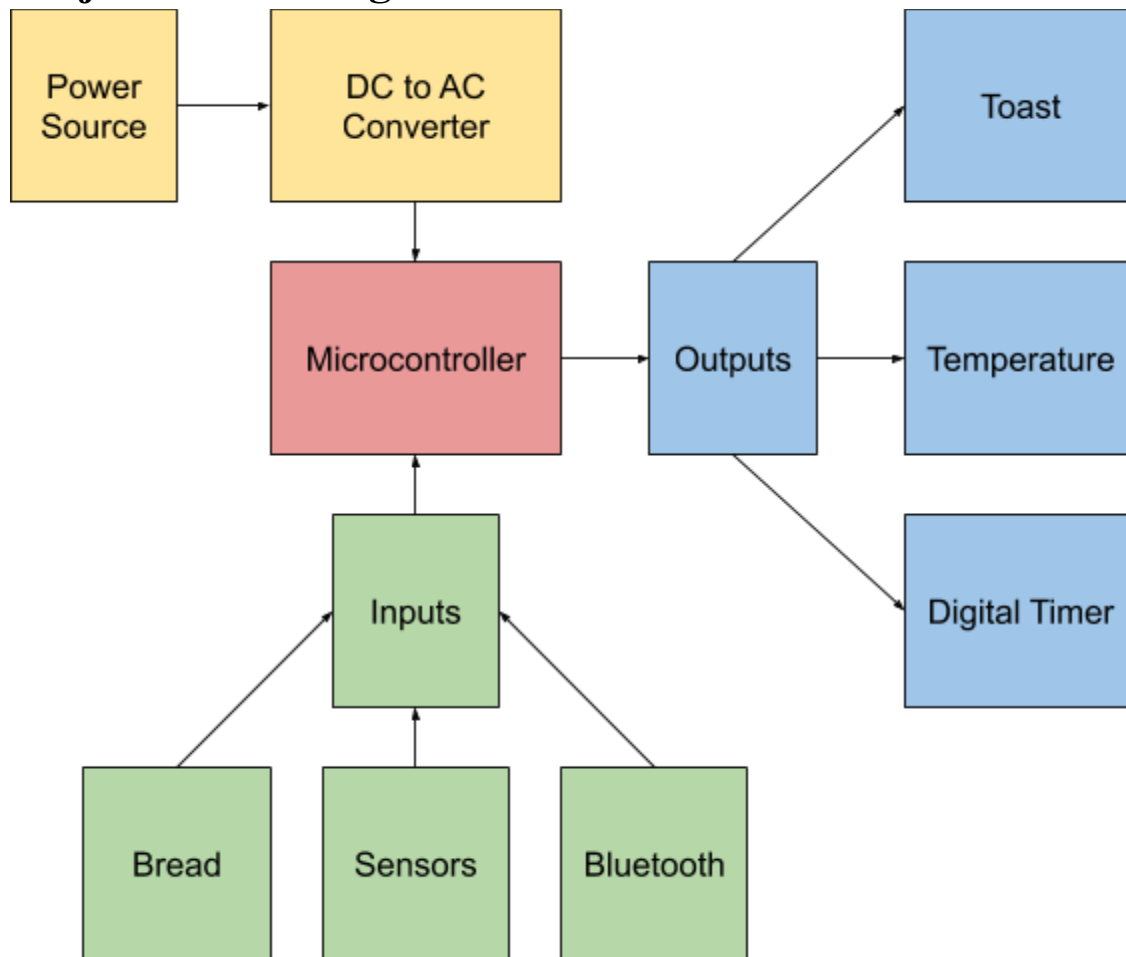 Power
Source
DC to AC
Converter
Toast
Microcontroller
Outputs
Temperature
Inputs
Digital Timer
Bread
Sensors
Bluetooth